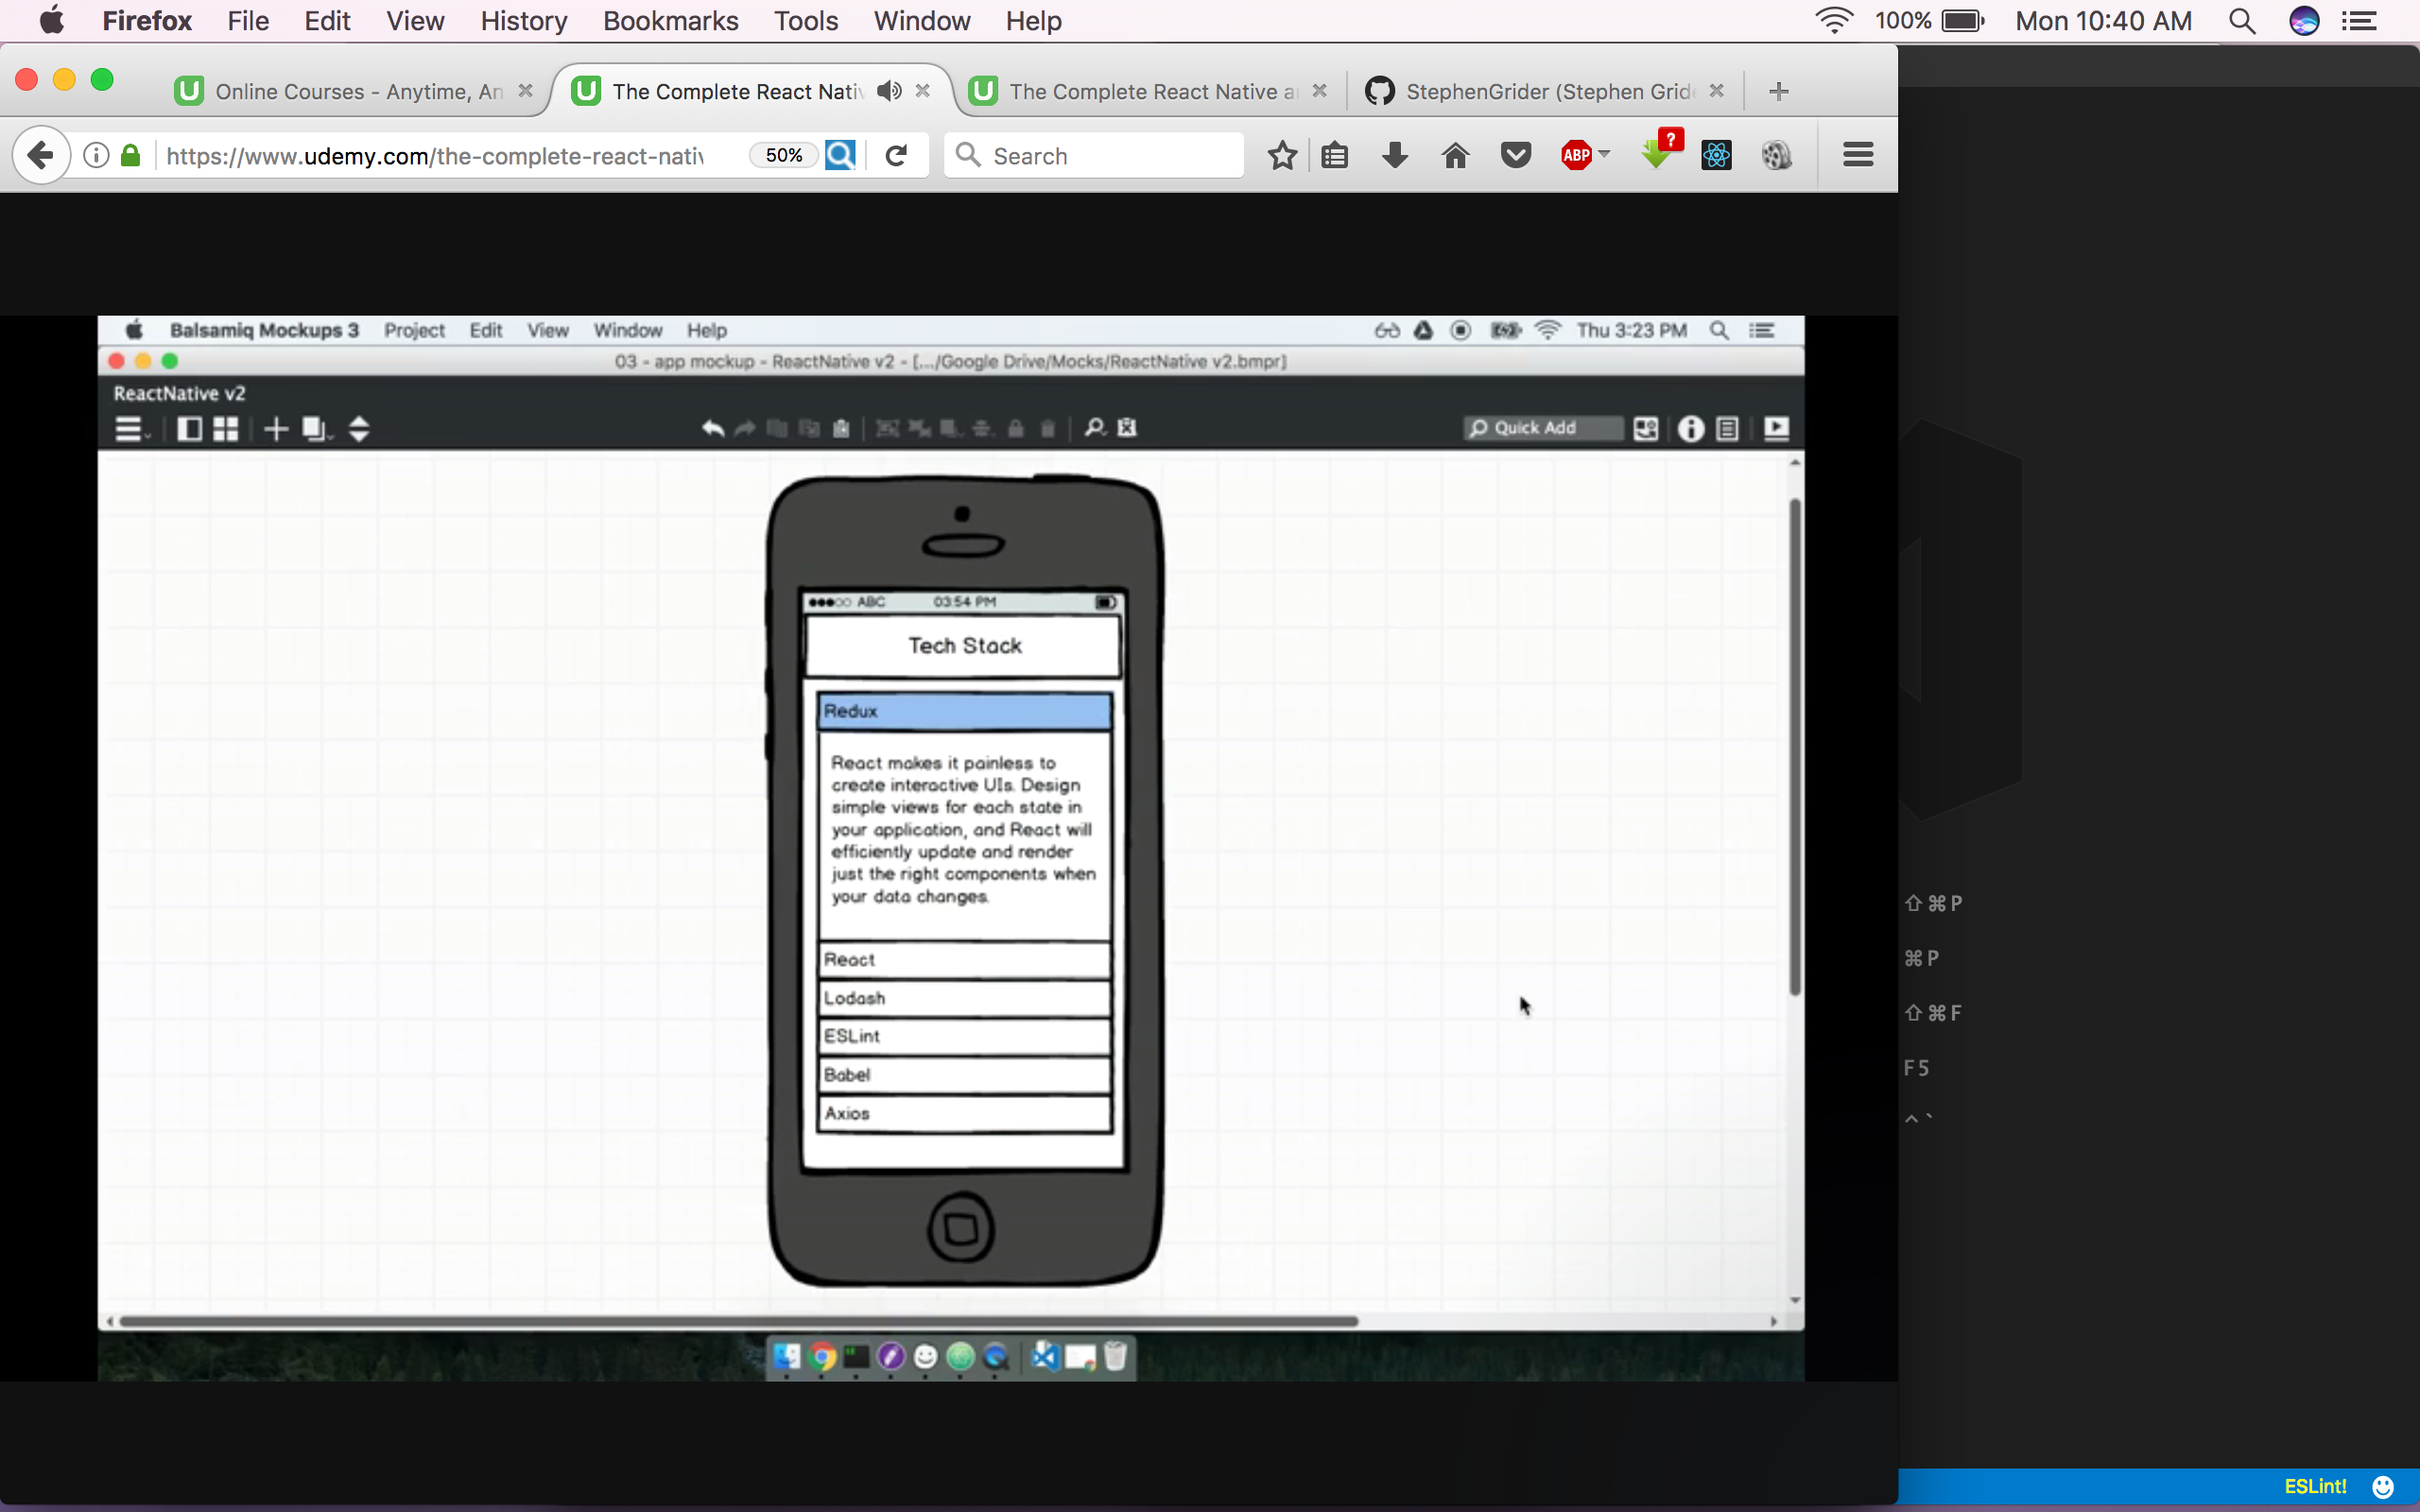 Firefox File Edit View History Bookmarks Tools Window Help 100% Mon 10:40 AM
Online Courses - Anytime, An
The Complete React Nativ
The Complete React Native a
StephenGrider (Stephen Gride
https://www.udemy.com/the-complete-react-nativ 50% Search ABP ?
Balsamiq Mockups 3 Project Edit View Window Help Thu 3:23 PM
03 - app mockup - ReactNative v2 - [.../Google Drive/Mocks/ReactNative v2.bmpr]
ReactNative v2
Quick Add
ABC 03:54 PM
Tech Stack
Redux
React makes it painless to
create interactive UIs. Design
simple views for each state in
your application, and React will
efficiently update and render
just the right components when
your data changes.
React
Lodash
ESLint
Babel
Axios
⇧⌘P
⌘P
⇧⌘F
F5
^`
ESLint!